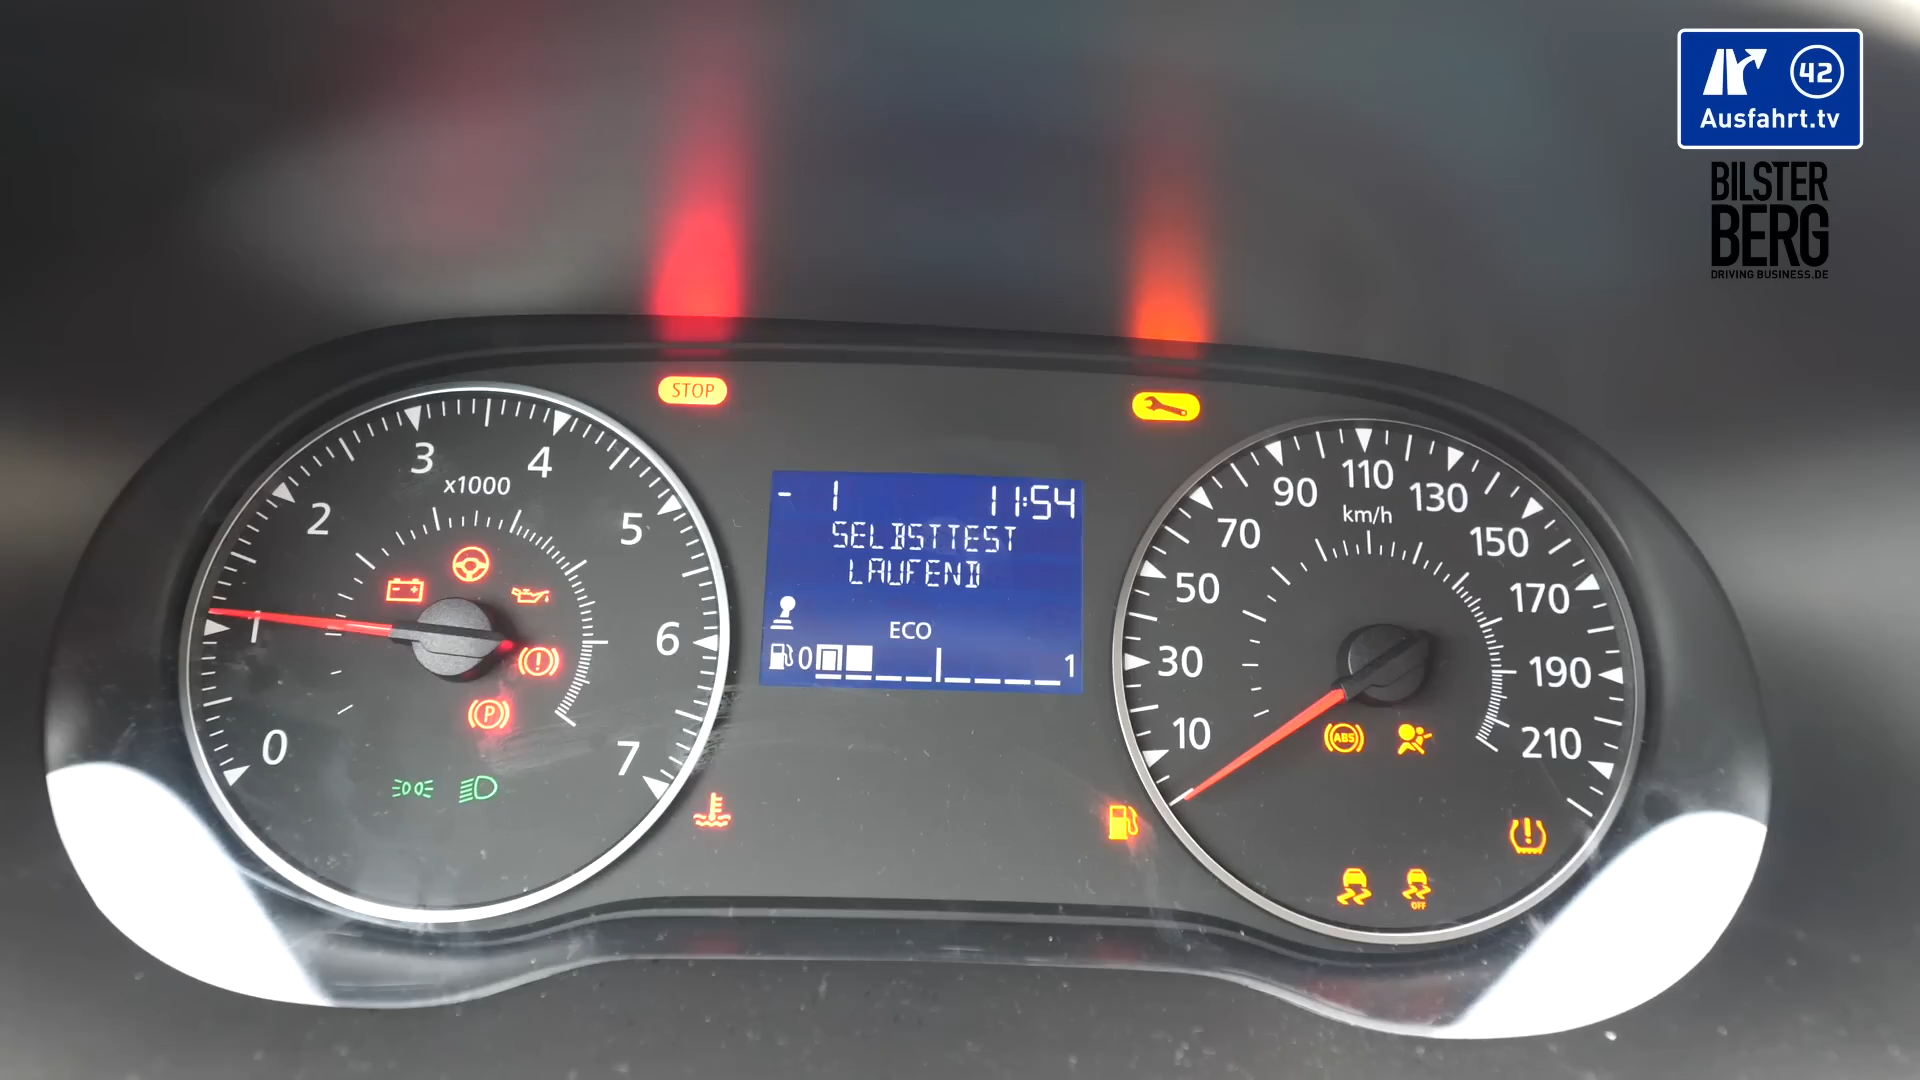 42
Ausfahrt.tv
BILSTER
BERG
DRIVING BUSINESS.DE
STOP
0
1
2
3
4
5
6
7
x1000
P
- 1 11:54
SELBSTTEST
LAUFEND
ECO
0 1
10
30
50
70
90
110
130
150
170
190
210
km/h
ABS
OFF